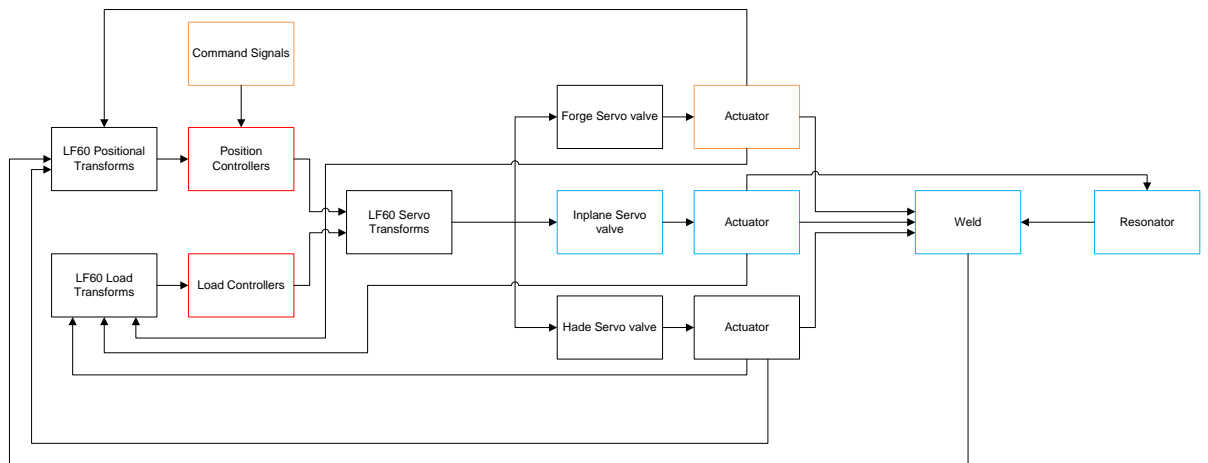 Command Signals
Forge Servo valve
Actuator
LF60 Positional
Transforms
Position
Controllers
LF60 Servo
Transforms
Inplane Servo
valve
Actuator
Weld
Resonator
LF60 Load
Transforms
Load Controllers
Hade Servo valve
Actuator